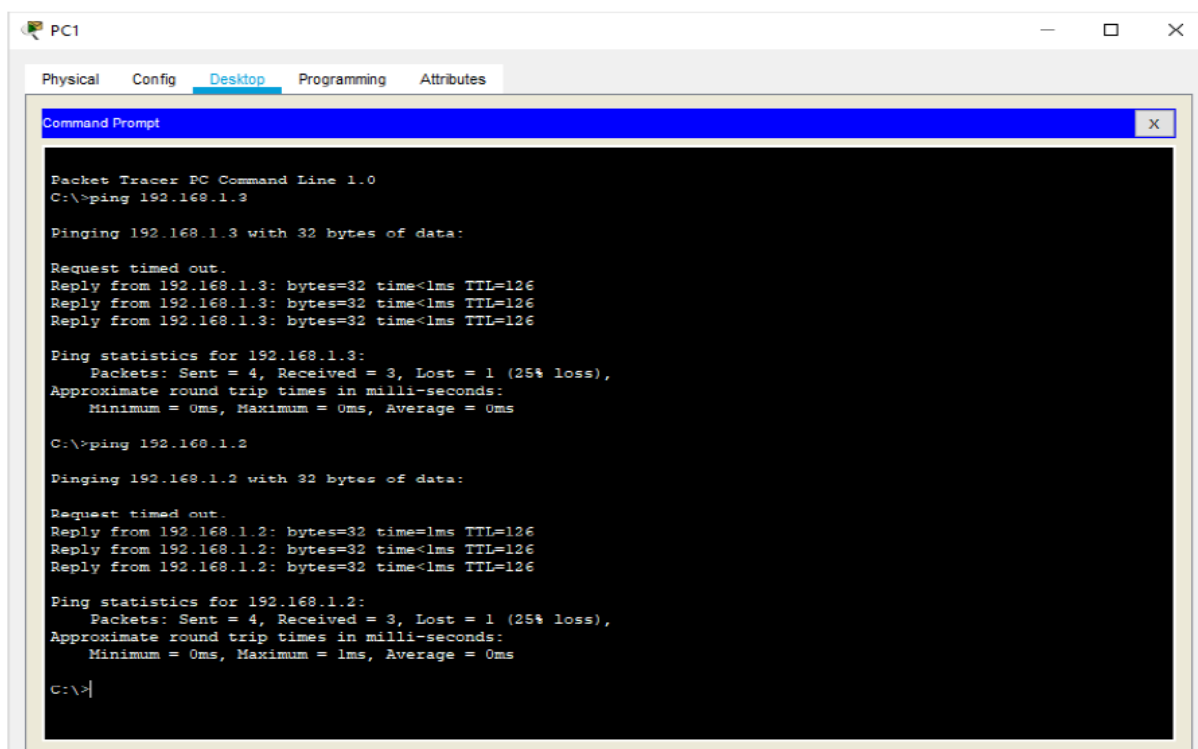 PC1
Physical Config Desktop Programming Attributes
Command Prompt
X
Packet Tracer PC Command Line 1.0
C:\>ping 192.168.1.3
Pinging 192.168.1.3 with 32 bytes of data:
Request timed out.
Reply from 192.168.1.3: bytes=32 time<1ms TTL=126
Reply from 192.168.1.3: bytes=32 time<1ms TTL=126
Reply from 192.168.1.3: bytes=32 time<1ms TTL=126
Ping statistics for 192.168.1.3:
Packets: Sent = 4, Received = 3, Lost = 1 (25% loss),
Approximate round trip times in milli-seconds:
Minimum = 0ms, Maximum = 0ms, Average = 0ms
C:\>ping 192.168.1.2
Pinging 192.168.1.2 with 32 bytes of data:
Request timed out.
Reply from 192.168.1.2: bytes=32 time=1ms TTL=126
Reply from 192.168.1.2: bytes=32 time<1ms TTL=126
Reply from 192.168.1.2: bytes=32 time<1ms TTL=126
Ping statistics for 192.168.1.2:
Packets: Sent = 4, Received = 3, Lost = 1 (25% loss),
Approximate round trip times in milli-seconds:
Minimum = 0ms, Maximum = 1ms, Average = 0ms
C:\>